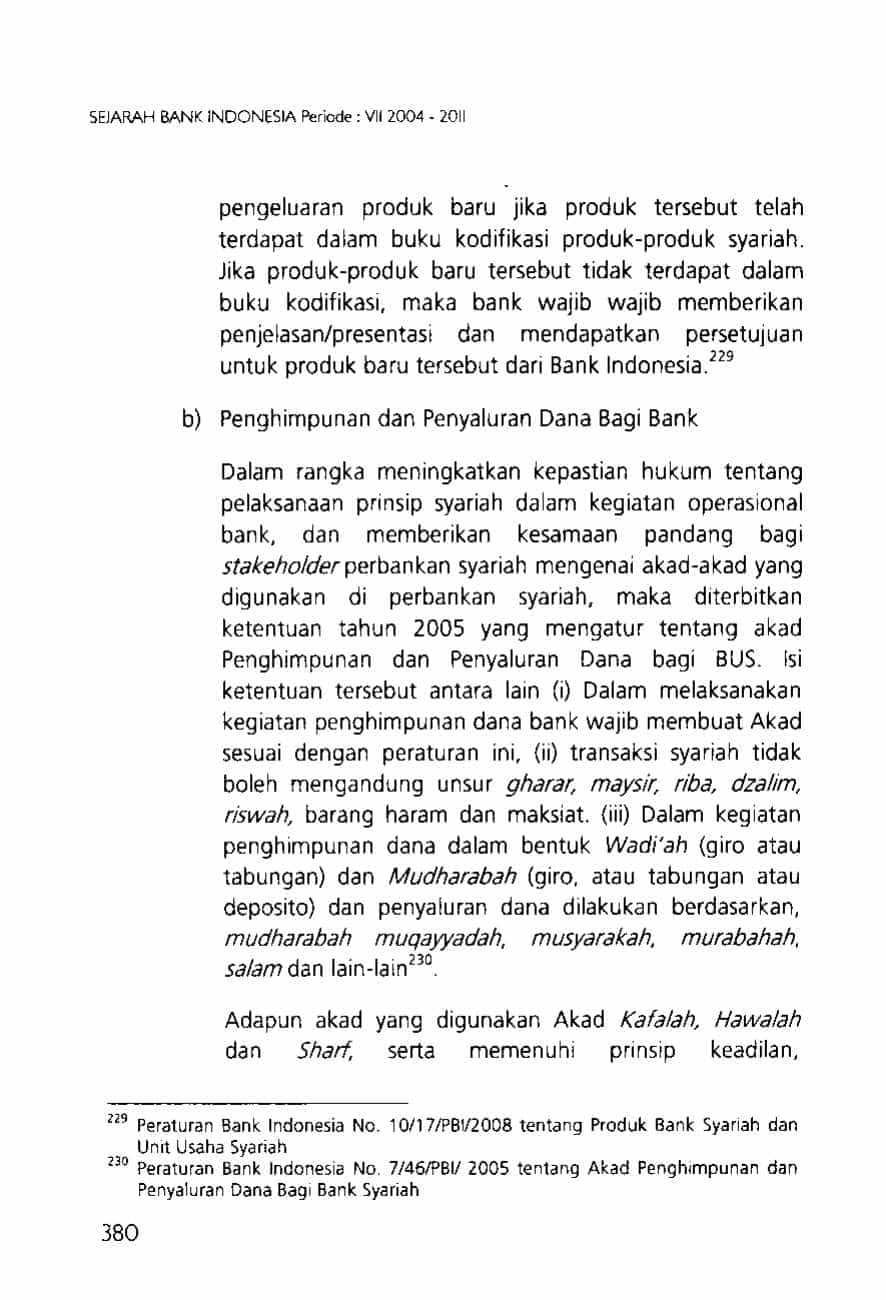 SEJARAH BANK INDONESIA Periode : VII 2004 - 2011
pengeluaran produk baru jika produk tersebut telah
terdapat dalam buku kodifikasi produk-produk syariah.
Jika produk-produk baru tersebut tidak terdapat dalam
buku kodifikasi, maka bank wajib wajib memberikan
penjelasan/presentasi dan mendapatkan persetujuan
untuk produk baru tersebut dari Bank Indonesia.229
b) Penghimpunan dan Penyaluran Dana Bagi Bank
Dalam rangka meningkatkan kepastian hukum tentang
pelaksanaan prinsip syariah dalam kegiatan operasional
bank, dan memberikan kesamaan pandang bagi
stakeholder perbankan syariah mengenai akad-akad yang
digunakan di perbankan syariah, maka diterbitkan
ketentuan tahun 2005 yang mengatur tentang akad
Penghimpunan dan Penyaluran Dana bagi BUS. Isi
ketentuan tersebut antara lain (i) Dalam melaksanakan
kegiatan penghimpunan dana bank wajib membuat Akad
sesuai dengan peraturan ini, (ii) transaksi syariah tidak
boleh mengandung unsur gharar, maysir, riba, dzalim,
riswah, barang haram dan maksiat. (iii) Dalam kegiatan
penghimpunan dana dalam bentuk Wadi'ah (giro atau
tabungan) dan Mudharabah (giro, atau tabungan atau
deposito) dan penyaluran dana dilakukan berdasarkan,
mudharabah muqayyadah, musyarakah, murabahah,
salam dan lain-lain230.
Adapun akad yang digunakan Akad Kafalah, Hawalah
dan Sharf, serta memenuhi prinsip keadilan,
229 Peraturan Bank Indonesia No. 10/17/PBI/2008 tentang Produk Bank Syariah dan
Unit Usaha Syariah
230 Peraturan Bank Indonesia No. 7/46/PBI/ 2005 tentang Akad Penghimpunan dan
Penyaluran Dana Bagi Bank Syariah
380